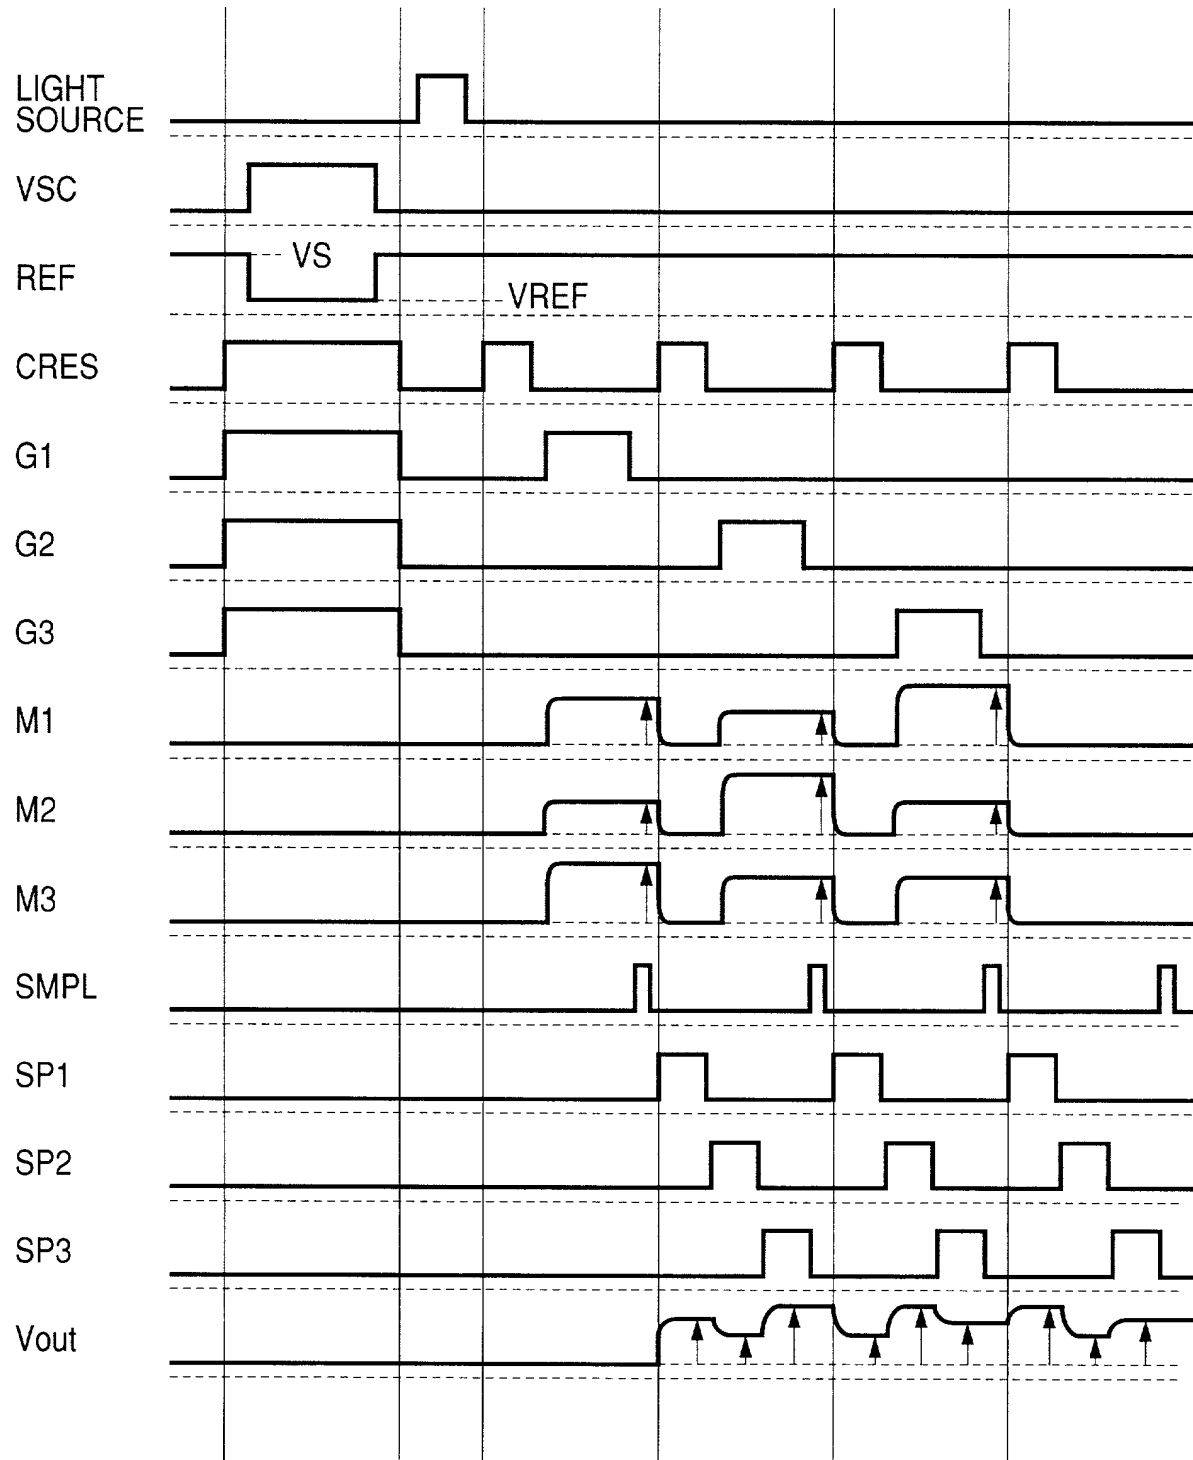 LIGHT
SOURCE
VSC
VS
REF
VREF
CRES
G1
G2
G3
M1
M2
M3
SMPL
SP1
SP2
SP3
Vout